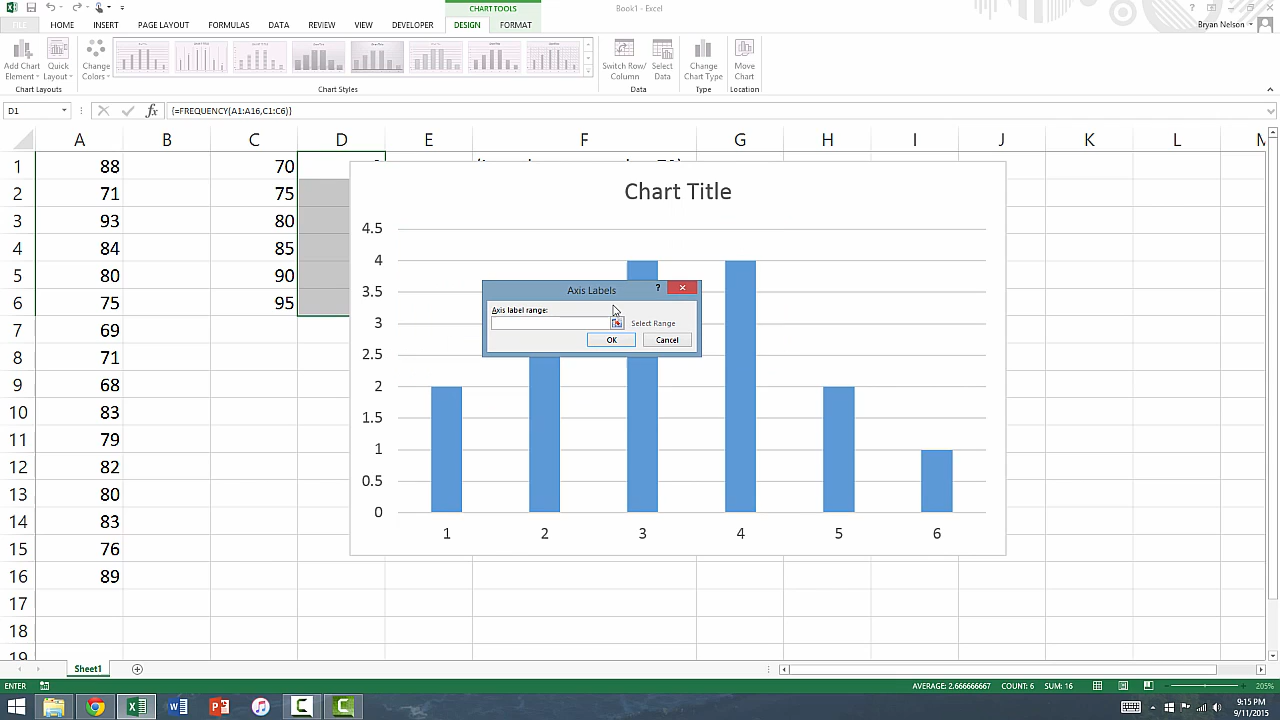 CHART TOOLS
Book1 - Excel
FILE HOME INSERT PAGE LAYOUT FORMULAS DATA REVIEW VIEW DEVELOPER DESIGN FORMAT
Bryan Nelson
Add Chart Element
Quick Layout
Change Colors
Switch Row/ Column
Select Data
Change Chart Type
Move Chart
Chart Layouts
Chart Styles
Data
Type
Location
D1
fx
{=FREQUENCY(A1:A16,C1:C6)}
A B C D E F G H I J K L M
1 88 70
2 71 75
3 93 80
4 84 85
5 80 90
6 75 95
7 69
8 71
9 68
10 83
11 79
12 82
13 80
14 83
15 76
16 89
17
18
19
Chart Title
4.5
4
3.5
3
2.5
2
1.5
1
0.5
0
1 2 3 4 5 6
Axis Labels ?
Axis label range:
Select Range
OK Cancel
Sheet1
ENTER
AVERAGE: 2.666666667 COUNT: 6 SUM: 16
205%
9:15 PM
9/11/2015